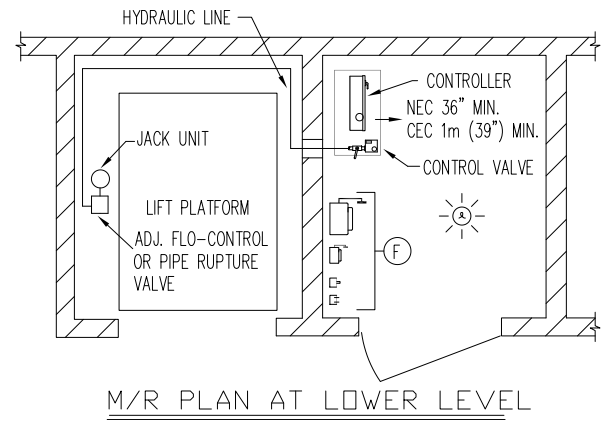 HYDRAULIC LINE
CONTROLLER
NEC 36" MIN.
CEC 1m (39") MIN.
JACK UNIT
CONTROL VALVE
LIFT PLATFORM
ADJ. FLO-CONTROL
OR PIPE RUPTURE
VALVE
F
M/R PLAN AT LOWER LEVEL